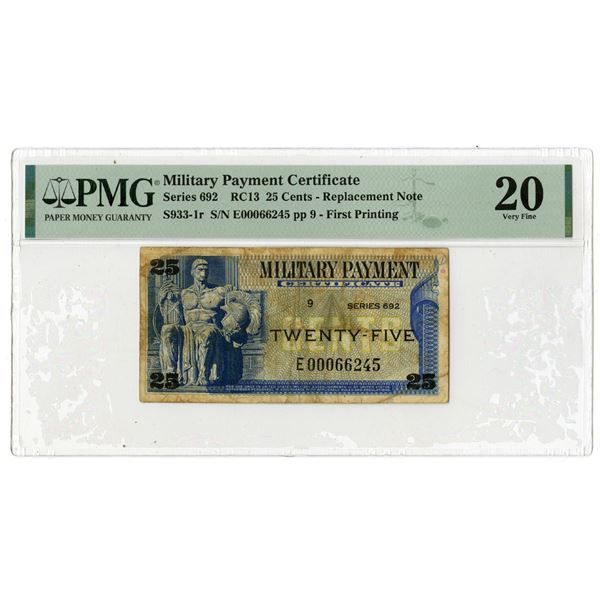 PMG
PAPER MONEY GUARANTY
Military Payment Certificate
Series 692 RC13 25 Cents - Replacement Note
S933-1r S/N E00066245 pp 9 - First Printing
20
Very Fine
25
MILITARY PAYMENT
CERTIFICATE
9 SERIES 692
TWENTY-FIVE
E00066245
25 25